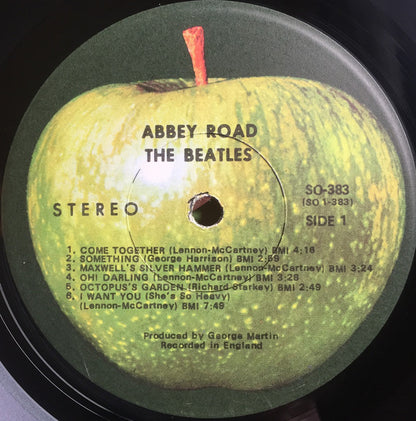 ABBEY ROAD
THE BEATLES
STEREO
SO-383
(SO 1-383)
SIDE 1
1. COME TOGETHER (Lennon-McCartney) BMI 4:16
2. SOMETHING (George Harrison) BMI 2:59
3. MAXWELL'S SILVER HAMMER (Lennon-McCartney) BMI 3:24
4. OH! DARLING (Lennon-McCartney) BMI 3:28
5. OCTOPUS'S GARDEN (Richard Starkey) BMI 2:49
6. I WANT YOU (She's So Heavy)
(Lennon-McCartney) BMI 7:49
Produced by George Martin
Recorded in England